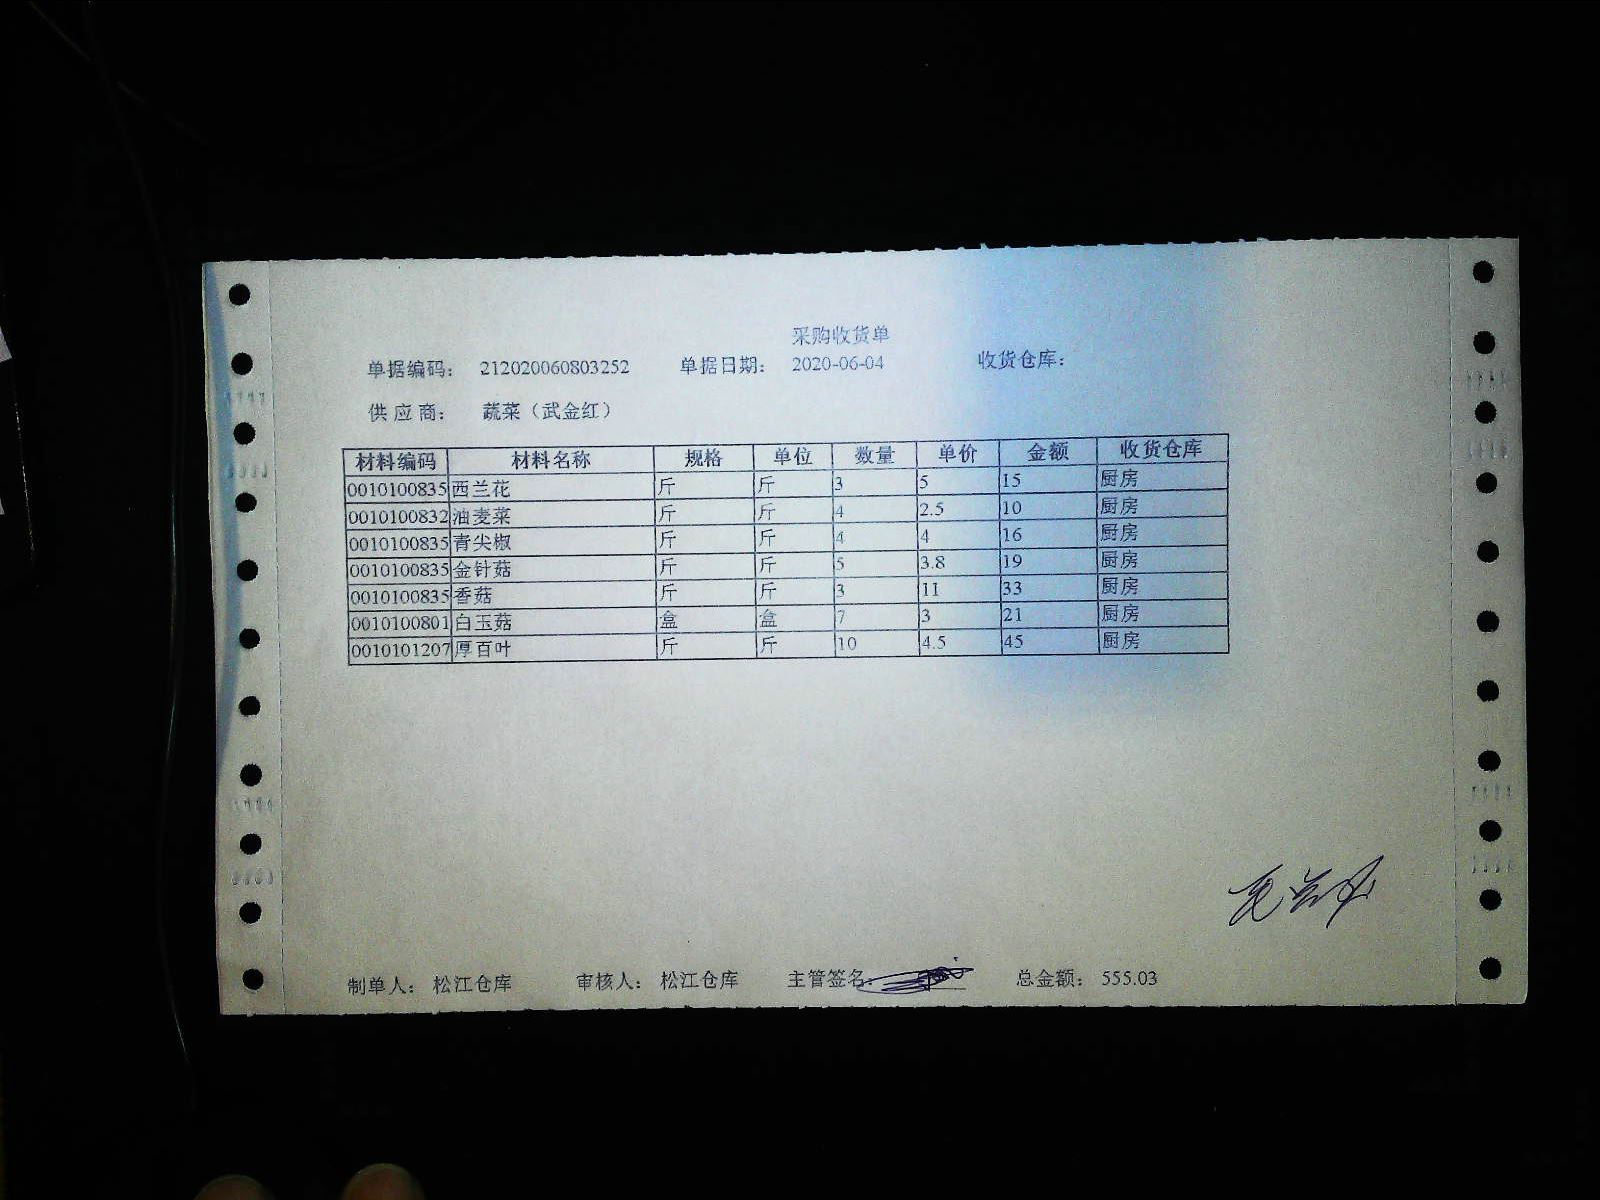 采购收货单
单据编码： 212020060803252 单据日期： 2020-06-04 收货仓库：
供 应 商： 蔬菜（武金红）
材料编码 材料名称 规格 单位 数量 单价 金额 收货仓库
0010100835 西兰花 斤 斤 3 5 15 厨房
0010100832 油麦菜 斤 斤 4 2.5 10 厨房
0010100835 青尖椒 斤 斤 4 4 16 厨房
0010100835 金针菇 斤 斤 5 3.8 19 厨房
0010100835 香菇 斤 斤 3 11 33 厨房
0010100801 白玉菇 盒 盒 7 3 21 厨房
0010101207 厚百叶 斤 斤 10 4.5 45 厨房
制单人： 松江仓库 审核人： 松江仓库 主管签名： 总金额： 555.03